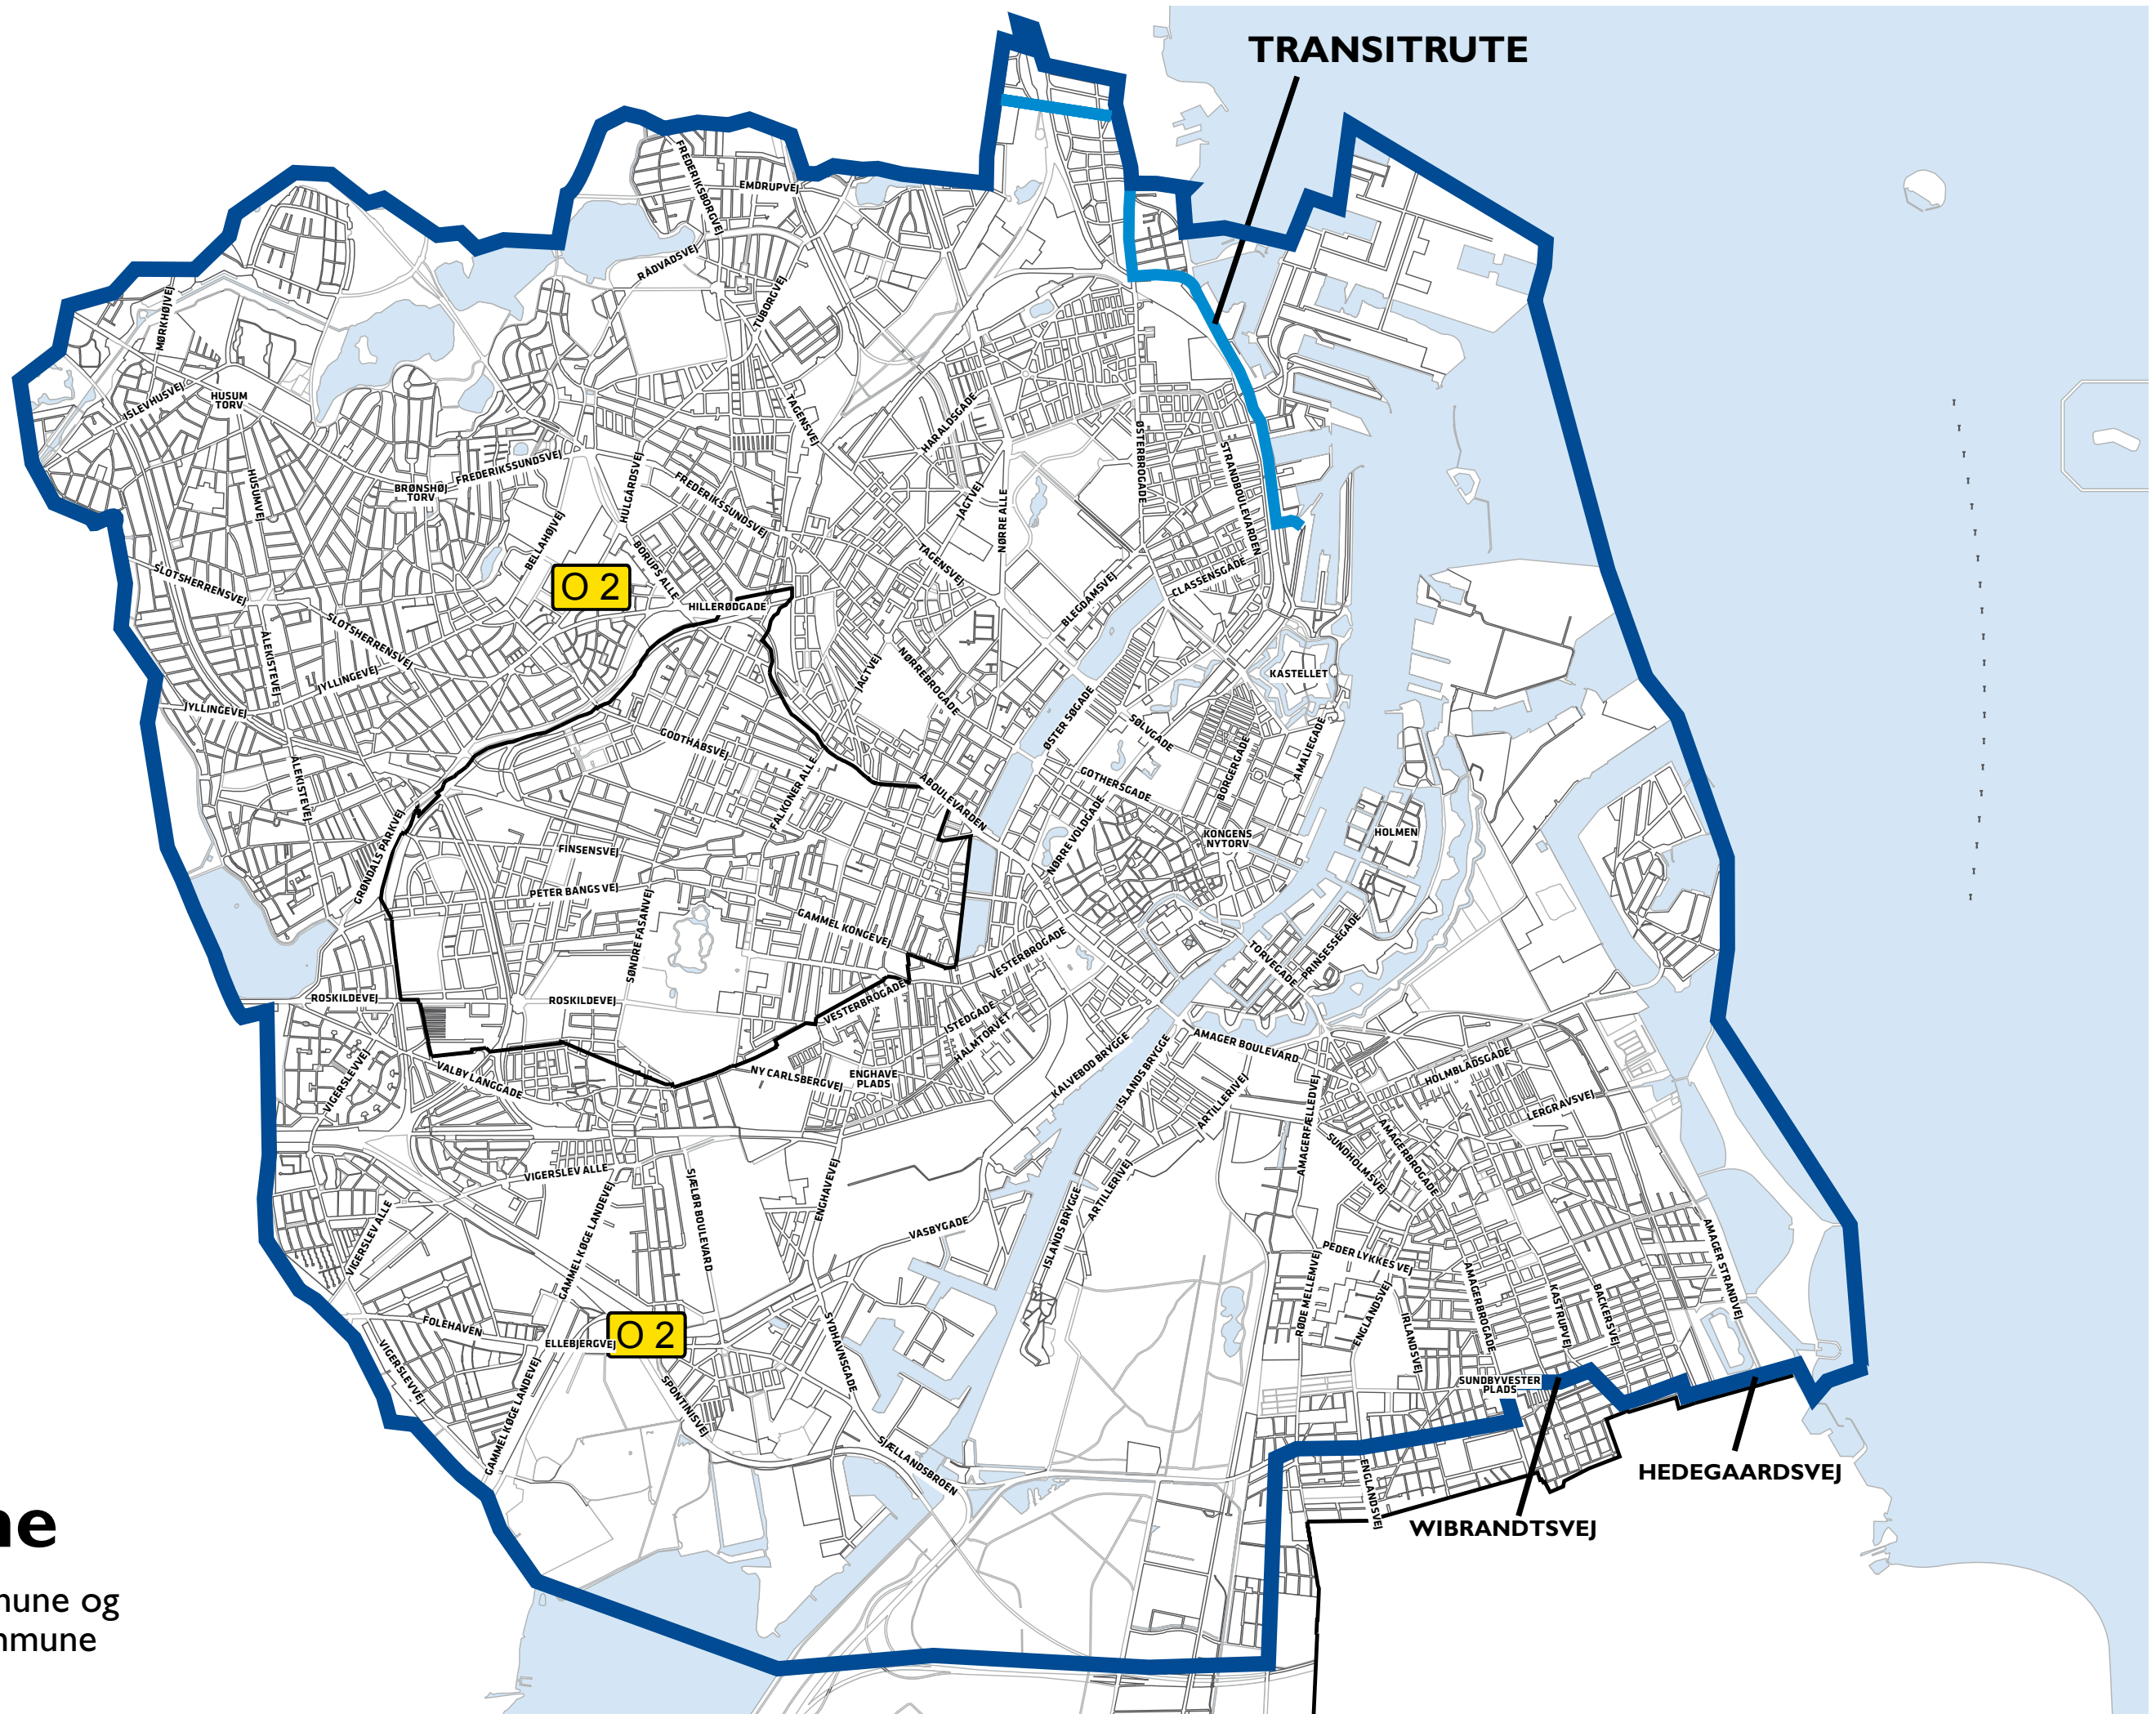 TRANSITRUTE
FREDERIKSBORGVEJ
EMDRUPVEJ
RÅDVADSVEJ
TUBORGVEJ
MØRKHØJVEJ
ISLEVHUSVEJ
HUSUM
TORV
TAGENSVEJ
HARALDSGADE
ØSTERBROGADE
STRANDBOULEVARDEN
HUSUMVEJ
BRØNSHØJ
TORV
FREDERIKSSUNDSVEJ
HULGÅRDSVEJ
FREDERIKSSUNDSVEJ
JAGTVEJ
NØRRE ALLE
BELLAHØJVEJ
BORUPS ALLE
TAGENSVEJ
SLOTSHERRENSVEJ
O 2
HILLERØDGADE
BLEGDAMSVEJ
CLASSENSGADE
SLOTSHERRENSVEJ
ÅLEKISTEVEJ
JYLLINGEVEJ
JYLLINGEVEJ
JAGTVEJ
NØRREBROGADE
KASTELLET
ØSTER SØGADE
SØLVGADE
GODTHÅBSVEJ
ÅLEKISTEVEJ
FALKONER ALLE
ÅBOULEVARDEN
GOTHERSGADE
BORGERGADE
AMALIEGADE
GRØNDALS PARKVEJ
FINSENSVEJ
NØRRE VOLDGADE
KONGENS
NYTORV
HOLMEN
PETER BANGS VEJ
SØNDRE FASANVEJ
GAMMEL KONGEVEJ
VESTERBROGADE
TORVEGADE
PRINSESSEGADE
ROSKILDEVEJ
ROSKILDEVEJ
VESTERBROGADE
ISTEDGADE
HALMTORVET
VIGERSLEVVEJ
VALBY LANGGADE
NY CARLSBERGVEJ
ENGHAVE
PLADS
KALVEBOD BRYGGE
ISLANDS BRYGGE
AMAGER BOULEVARD
ARTILLERIVEJ
HOLMBLADSGADE
LERGRAVSVEJ
AMAGERFÆLLEDVEJ
SUNDHOLMSVEJ
AMAGERBROGADE
VIGERSLEV ALLE
VIGERSLEV ALLE
GAMMEL KØGE LANDEVEJ
SJÆLØR BOULEVARD
ENGHAVEVEJ
VASBYGADE
ISLANDS BRYGGE
ARTILLERIVEJ
RØDE MELLEMVEJ
PEDER LYKKES VEJ
ENGLANDSVEJ
IRLANDSVEJ
AMAGERBROGADE
KASTRUPVEJ
BACKERSVEJ
AMAGER STRANDVEJ
FOLEHAVEN
ELLEBJERGVEJ
O 2
VIGERSLEVVEJ
GAMMEL KØGE LANDEVEJ
SPONTINISVEJ
SYDHAVNSGADE
SJÆLLANDSBROEN
SUNDBYVESTER
PLADS
ENGLANDSVEJ
HEDEGAARDSVEJ
WIBRANDTSVEJ
ne
mune og
mmune